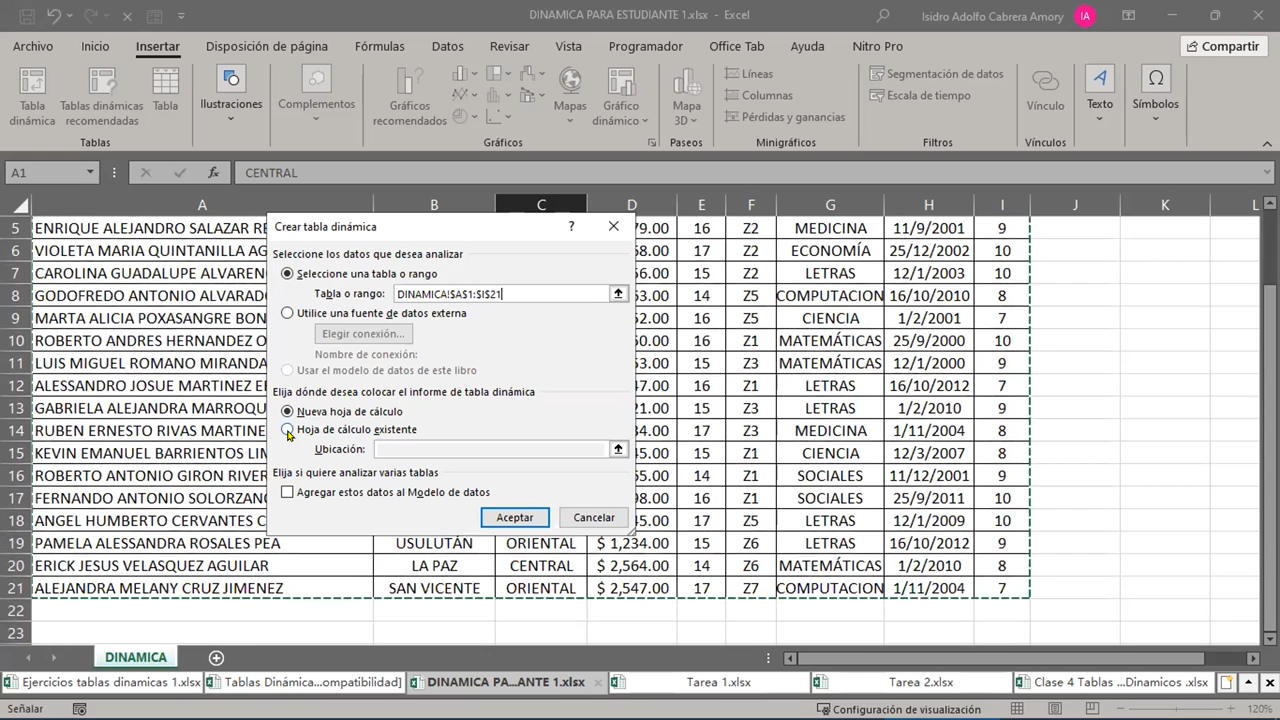 DINAMICA PARA ESTUDIANTE 1.xlsx - Excel
Isidro Adolfo Cabrera Amory IA
Archivo Inicio Insertar Disposición de página Fórmulas Datos Revisar Vista Programador Office Tab Ayuda Nitro Pro Compartir
Tabla dinámica
Tablas dinámicas recomendadas
Tabla
Ilustraciones
Complementos
Gráficos recomendados
Mapas
Gráfico dinámico
Mapa 3D
Líneas
Columnas
Pérdidas y ganancias
Segmentación de datos
Escala de tiempo
Vínculo
Texto
Símbolos
Tablas Gráficos Paseos Minigráficos Filtros Vínculos
A1 fx CENTRAL
A B C D E F G H I J K L
5 ENRIQUE ALEJANDRO SALAZAR 79.00 16 Z2 MEDICINA 11/9/2001 9
6 VIOLETA MARIA QUINTANILLA AG 66.00 17 Z2 ECONOMÍA 25/12/2002 10
7 CAROLINA GUADALUPE ALVAREN 56.00 15 Z2 LETRAS 12/1/2003 10
8 GODOFREDO ANTONIO ALVARAD 63.00 14 Z5 COMPUTACION 16/10/2010 8
9 MARTA ALICIA POXASANGRE BON 52.00 15 Z5 CIENCIA 1/2/2001 7
10 ROBERTO ANDRES HERNANDEZ O 60.00 16 Z1 MATEMÁTICAS 25/9/2000 10
11 LUIS MIGUEL ROMANO MIRANDA 53.00 15 Z3 MATEMÁTICAS 12/1/2000 9
12 ALESSANDRO JOSUE MARTINEZ 47.00 16 Z1 LETRAS 16/10/2012 7
13 GABRIELA ALEJANDRA MARROQU 21.00 15 Z3 LETRAS 1/2/2010 9
14 RUBEN ERNESTO RIVAS MARTINE 53.00 17 Z3 MEDICINA 1/11/2004 8
15 KEVIN EMANUEL BARRIENTOS LI 45.00 15 Z1 CIENCIA 12/3/2007 8
16 ROBERTO ANTONIO GIRON RIVER 56.00 14 Z1 SOCIALES 11/12/2001 9
17 FERNANDO ANTONIO SOLORZAN 98.00 16 Z1 SOCIALES 25/9/2011 10
18 ANGEL HUMBERTO CERVANTES C 45.00 17 Z5 LETRAS 12/1/2009 10
19 PAMELA ALESSANDRA ROSALES PEA USULUTÁN ORIENTAL $ 1,234.00 15 Z6 LETRAS 16/10/2012 9
20 ERICK JESUS VELASQUEZ AGUILAR LA PAZ CENTRAL $ 2,564.00 14 Z6 MATEMÁTICAS 1/2/2010 8
21 ALEJANDRA MELANY CRUZ JIMENEZ SAN VICENTE ORIENTAL $ 2,547.00 17 Z7 COMPUTACION 1/11/2004 7
22
23
Crear tabla dinámica ?
Seleccione los datos que desea analizar
Seleccione una tabla o rango
Tabla o rango: DINAMICA!$A$1:$I$21
Utilice una fuente de datos externa
Elegir conexión...
Nombre de conexión:
Usar el modelo de datos de este libro
Elija dónde desea colocar el informe de tabla dinámica
Nueva hoja de cálculo
Hoja de cálculo existente
Ubicación:
Elija si quiere analizar varias tablas
Agregar estos datos al Modelo de datos
Aceptar Cancelar
DINAMICA
Ejercicios tablas dinamicas 1.xlsx Tablas Dinámica...ompatibilidad] DINAMICA PA...ANTE 1.xlsx Tarea 1.xlsx Tarea 2.xlsx Clase 4 Tablas ...Dinamicos .xlsx
Señalar Configuración de visualización 120%